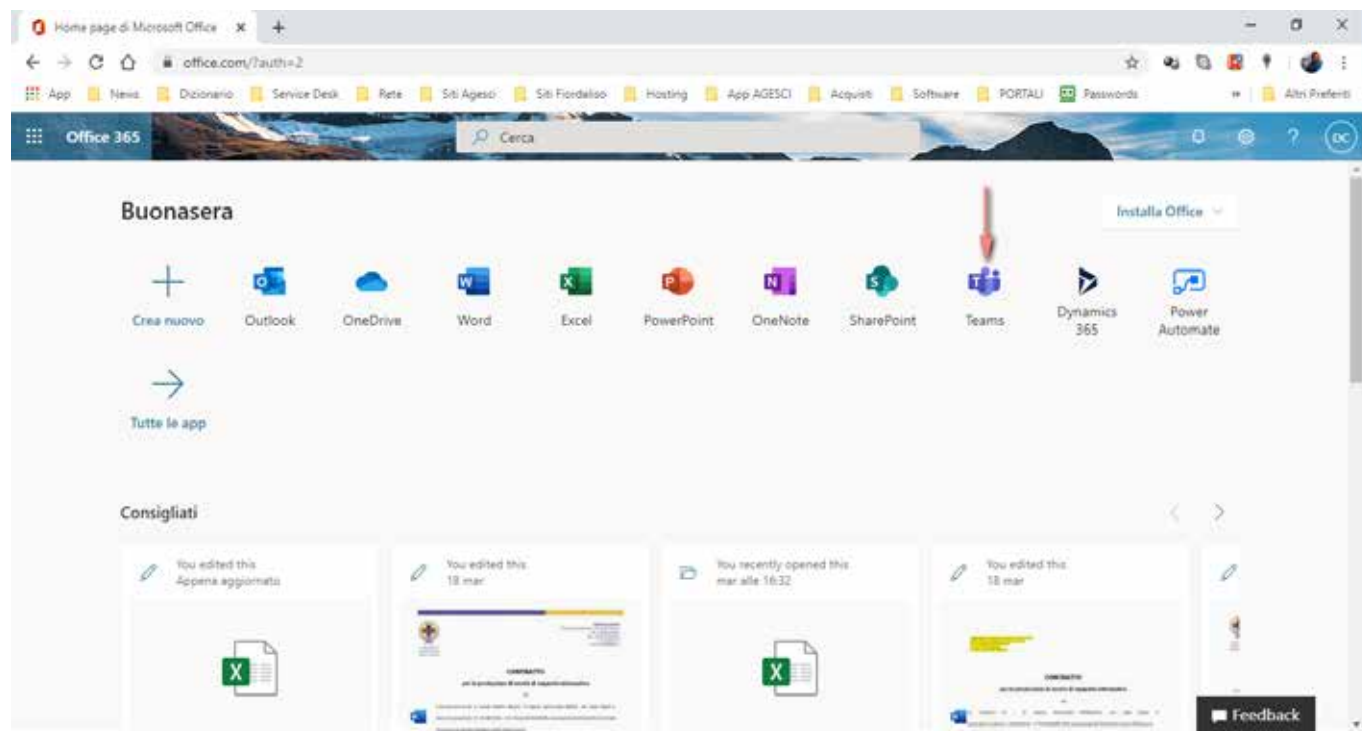 Home page di Microsoft Office
office.com/?auth=2
App News Dizionario Service Desk Rete Siti Agesci Siti Fiordaliso Hosting App AGESCI Acquisti Software PORTALI Passwords » Altri Preferiti
Office 365 Cerca ? DC
Buonasera
Installa Office
Crea nuovo Outlook OneDrive Word Excel PowerPoint OneNote SharePoint Teams Dynamics 365 Power Automate
Tutte le app
Consigliati
You edited this
Appena aggiornato
You edited this
18 mar
You recently opened this
mar alle 16:32
You edited this
18 mar
CONTRATTO
CONTRATTO
Feedback